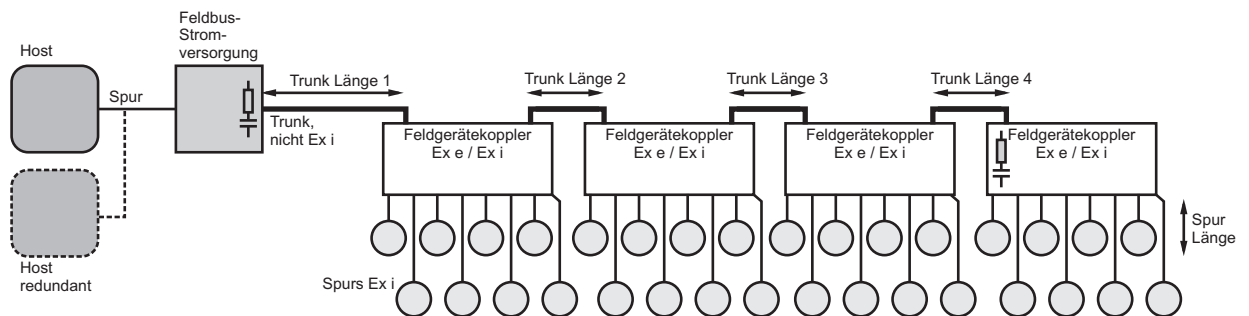 Host
Spur
Feldbus-
Strom-
versorgung
Trunk Länge 1
Trunk Länge 2
Trunk Länge 3
Trunk Länge 4
Trunk,
nicht Ex i
Feldgerätekoppler
Ex e / Ex i
Feldgerätekoppler
Ex e / Ex i
Feldgerätekoppler
Ex e / Ex i
Feldgerätekoppler
Ex e / Ex i
Spur
Länge
Host
redundant
Spurs Ex i